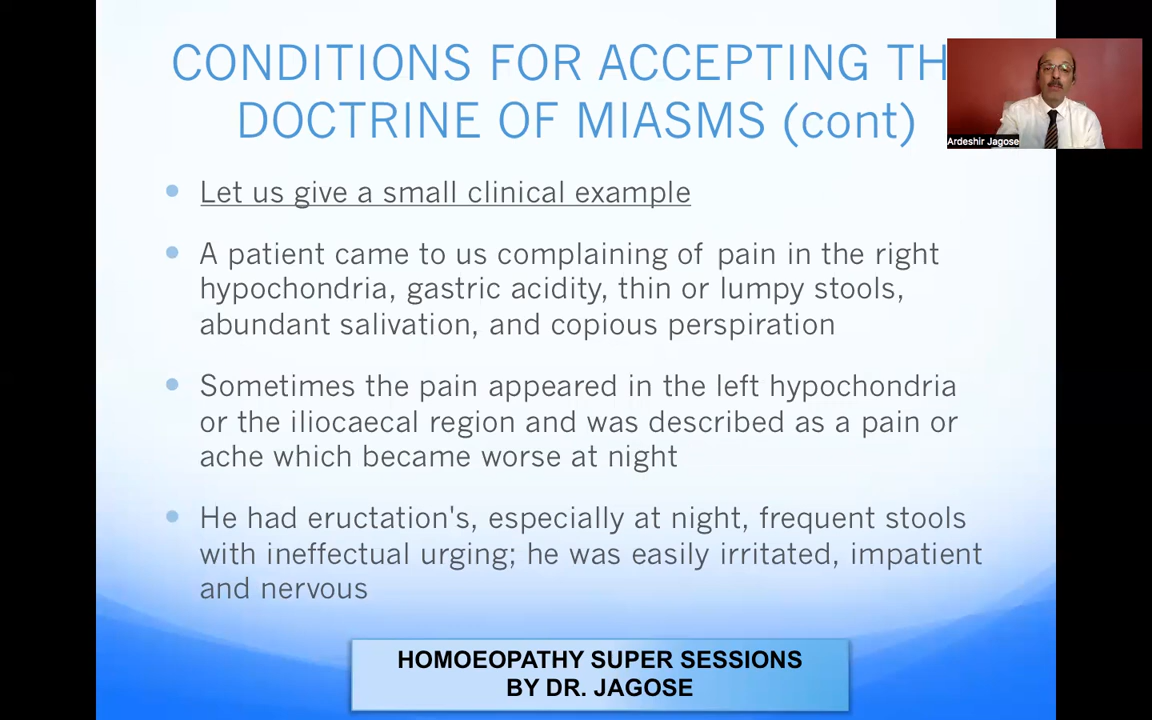 CONDITIONS FOR ACCEPTING TH
DOCTRINE OF MIASMS (cont)
Ardeshir Jagose
Let us give a small clinical example
A patient came to us complaining of pain in the right
hypochondria, gastric acidity, thin or lumpy stools,
abundant salivation, and copious perspiration
Sometimes the pain appeared in the left hypochondria
or the iliocaecal region and was described as a pain or
ache which became worse at night
He had eructation's, especially at night, frequent stools
with ineffectual urging; he was easily irritated, impatient
and nervous
HOMOEOPATHY SUPER SESSIONS
BY DR. JAGOSE